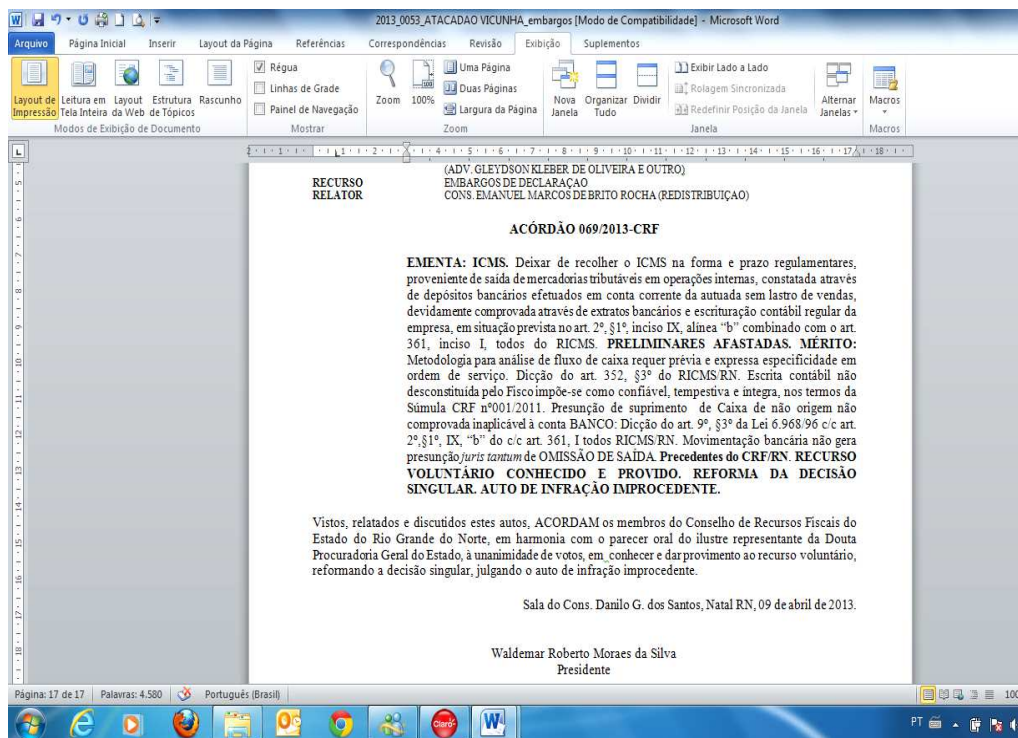 2013_0053_ATACADAO VICUNHA_embargos [Modo de Compatibilidade] - Microsoft Word
Arquivo Página Inicial Inserir Layout da Página Referências Correspondências Revisão Exibição Suplementos
Layout de Impressão
Leitura em Tela Inteira
Layout da Web
Estrutura de Tópicos
Rascunho
Modos de Exibição de Documento
Régua
Linhas de Grade
Painel de Navegação
Mostrar
Zoom
100%
Uma Página
Duas Páginas
Largura da Página
Zoom
Nova Janela
Organizar Tudo
Dividir
Exibir Lado a Lado
Rolagem Sincronizada
Redefinir Posição da Janela
Janela
Alternar Janelas
Macros
Macros
(ADV. GLEYDSON KLEBER DE OLIVEIRA E OUTRO)
RECURSO EMBARGOS DE DECLARAÇAO
RELATOR CONS. EMANUEL MARCOS DE BRITO ROCHA (REDISTRIBUIÇAO)
ACÓRDÃO 069/2013-CRF
EMENTA: ICMS. Deixar de recolher o ICMS na forma e prazo regulamentares,
proveniente de saída de mercadorias tributáveis em operações internas, constatada através
de depósitos bancários efetuados em conta corrente da autuada sem lastro de vendas,
devidamente comprovada através de extratos bancários e escrituração contábil regular da
empresa, em situação prevista no art. 2º, §1º, inciso IX, alínea “b” combinado com o art.
361, inciso I, todos do RICMS. PRELIMINARES AFASTADAS. MÉRITO:
Metodologia para análise de fluxo de caixa requer prévia e expressa especificidade em
ordem de serviço. Dicção do art. 352, §3º do RICMS/RN. Escrita contábil não
desconstituída pelo Fisco impõe-se como confiável, tempestiva e íntegra, nos termos da
Súmula CRF nº001/2011. Presunção de suprimento de Caixa de não origem não
comprovada inaplicável à conta BANCO: Dicção do art. 9º, §3º da Lei 6.968/96 c/c art.
2º,§1º, IX, “b” do c/c art. 361, I todos RICMS/RN. Movimentação bancária não gera
presunção juris tantum de OMISSÃO DE SAÍDA. Precedentes do CRF/RN. RECURSO
VOLUNTÁRIO CONHECIDO E PROVIDO. REFORMA DA DECISÃO
SINGULAR. AUTO DE INFRAÇÃO IMPROCEDENTE.
Vistos, relatados e discutidos estes autos, ACORDAM os membros do Conselho de Recursos Fiscais do
Estado do Rio Grande do Norte, em harmonia com o parecer oral do ilustre representante da Douta
Procuradoria Geral do Estado, à unanimidade de votos, em conhecer e dar provimento ao recurso voluntário,
reformando a decisão singular, julgando o auto de infração improcedente.
Sala do Cons. Danilo G. dos Santos, Natal RN, 09 de abril de 2013.
Waldemar Roberto Moraes da Silva
Presidente
Página: 17 de 17 Palavras: 4.580 Português (Brasil) 100
Claro PT